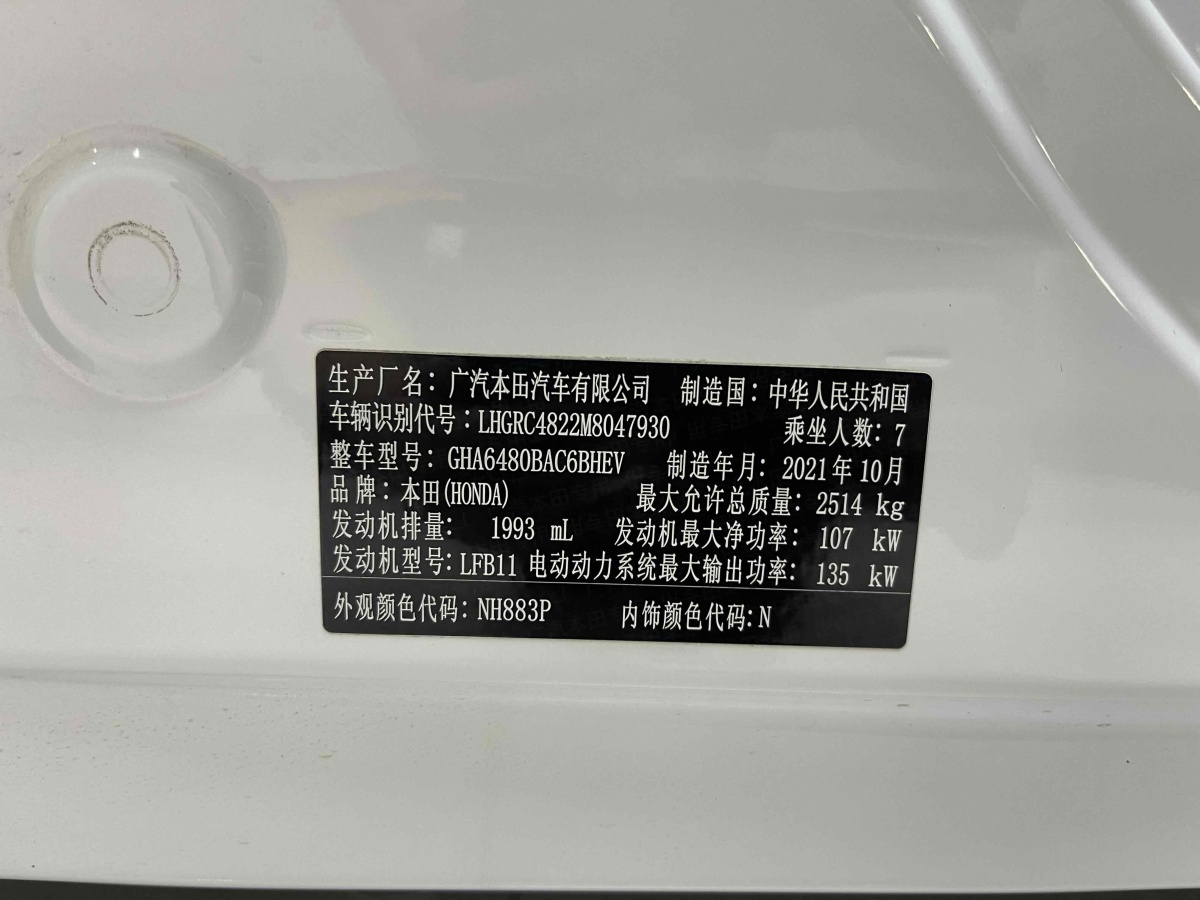 生产厂名：广汽本田汽车有限公司 制造国：中华人民共和国
车辆识别代号：LHGRC4822M8047930 乘坐人数：7
整车型号：GHA6480BAC6BHEV 制造年月：2021年10月
品牌：本田(HONDA) 最大允许总质量：2514 kg
发动机排量： 1993 mL 发动机最大净功率：107 kW
发动机型号：LFB11 电动动力系统最大输出功率：135 kW
外观颜色代码：NH883P 内饰颜色代码：N